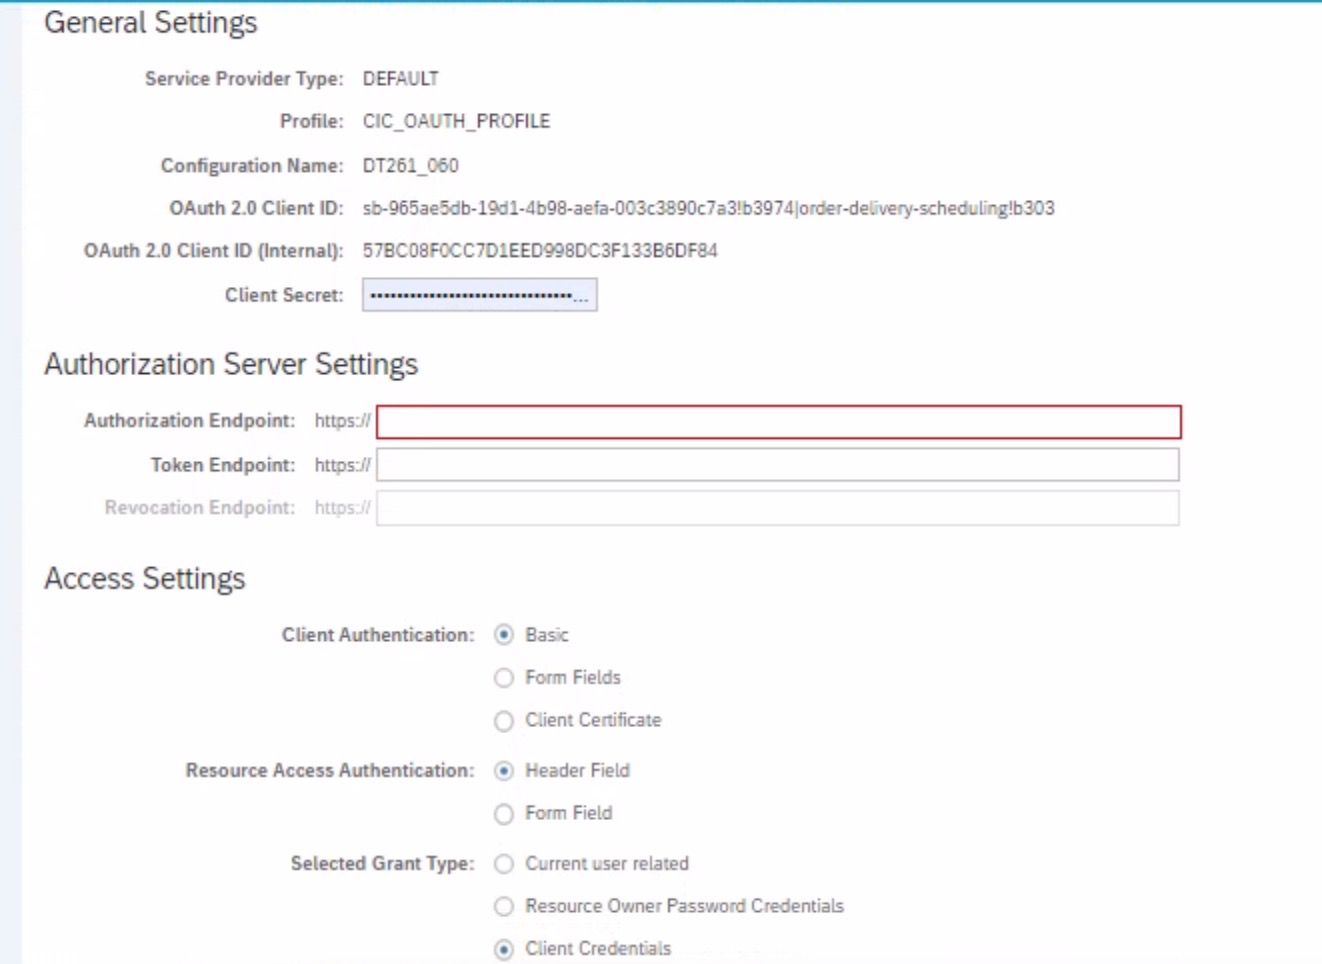 General Settings
Service Provider Type: DEFAULT
Profile: CIC_OAUTH_PROFILE
Configuration Name: DT261_060
OAuth 2.0 Client ID: sb-965ae5db-19d1-4b98-aefa-003c3890c7a3!b3974|order-delivery-scheduling!b303
OAuth 2.0 Client ID (Internal): 57BC08F0CC7D1EED998DC3F133B6DF84
Client Secret: •••••••••••••••••••••••••••••••...
Authorization Server Settings
Authorization Endpoint: https://
Token Endpoint: https://
Revocation Endpoint: https://
Access Settings
Client Authentication: Basic
Form Fields
Client Certificate
Resource Access Authentication: Header Field
Form Field
Selected Grant Type: Current user related
Resource Owner Password Credentials
Client Credentials